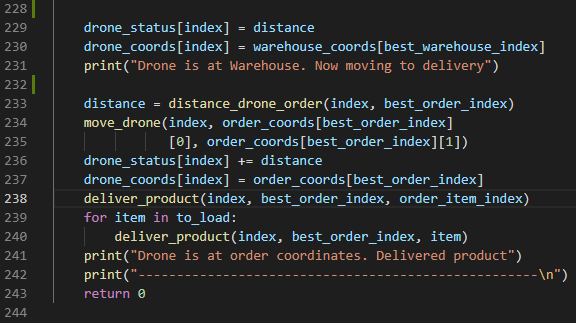 228
229 drone_status[index] = distance
230 drone_coords[index] = warehouse_coords[best_warehouse_index]
231 print("Drone is at Warehouse. Now moving to delivery")
232
233 distance = distance_drone_order(index, best_order_index)
234 move_drone(index, order_coords[best_order_index]
235 [0], order_coords[best_order_index][1])
236 drone_status[index] += distance
237 drone_coords[index] = order_coords[best_order_index]
238 deliver_product(index, best_order_index, order_item_index)
239 for item in to_load:
240 deliver_product(index, best_order_index, item)
241 print("Drone is at order coordinates. Delivered product")
242 print("----------------------------------------------------\n")
243 return 0
244